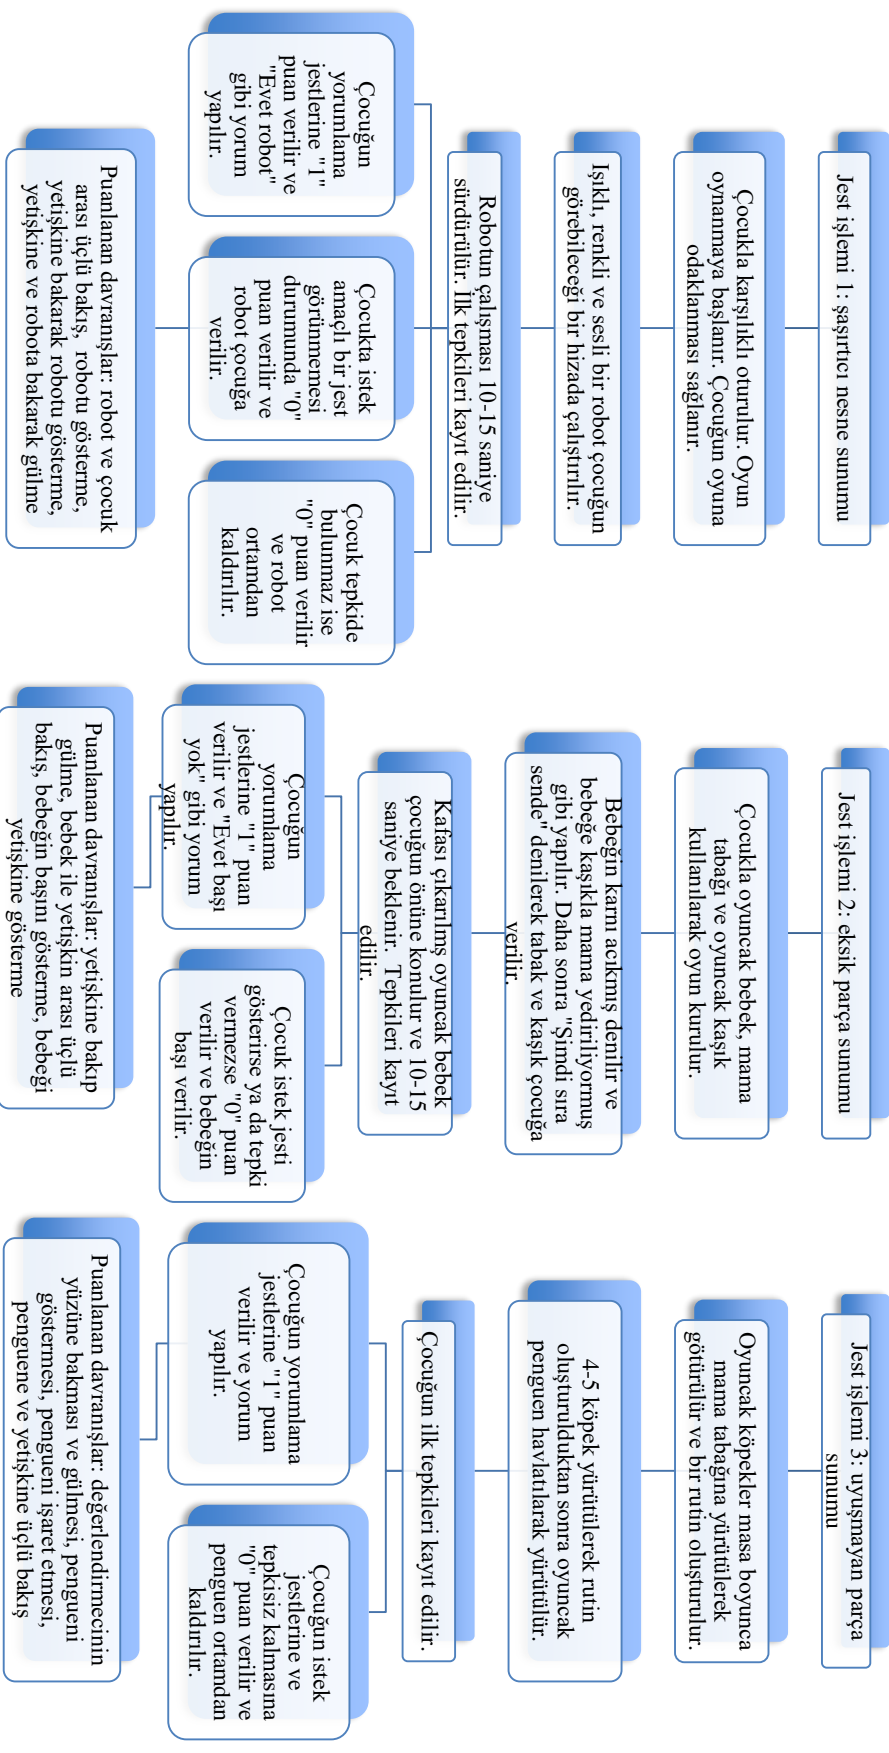 Jest işlemi 1: şaşırtıcı nesne sunumu
Çocukla karşılıklı oturulur. Oyun
oynanmaya başlanır. Çocuğun oyuna
odaklanması sağlanır.
Işıklı, renkli ve sesli bir robot çocuğun
görebileceği bir hizada çalıştırılır.
Robotun çalışması 10-15 saniye
sürdürülür. İlk tepkileri kayıt edilir.
Çocuğun
yorumlama
jestlerine "1"
puan verilir ve
"Evet robot"
gibi yorum
yapılır.
Çocukta istek
amaçlı bir jest
görünmemesi
durumunda "0"
puan verilir ve
robot çocuğa
verilir.
Çocuk tepkide
bulunmaz ise
"0" puan verilir
ve robot
ortamdan
kaldırılır.
Puanlanan davranışlar: robot ve çocuk
arası üçlü bakış, robotu gösterme,
yetişkine bakarak robotu gösterme,
yetişkine ve robota bakarak gülme
Jest işlemi 2: eksik parça sunumu
Çocukla oyuncak bebek, mama
tabağı ve oyuncak kaşık
kullanılarak oyun kurulur.
Bebeğin karnı acıkmış denilir ve
bebeğe kaşıkla mama yediriliyormuş
gibi yapılır. Daha sonra "Şimdi sıra
sende" denilerek tabak ve kaşık çocuğa
verilir.
Kafası çıkarılmış oyuncak bebek
çocuğun önüne konulur ve 10-15
saniye beklenir. Tepkileri kayıt
edilir.
Çocuğun
yorumlama
jestlerine "1" puan
verilir ve "Evet başı
yok" gibi yorum
yapılır.
Çocuk istek jesti
gösterirse ya da tepki
vermezse "0" puan
verilir ve bebeğin
başı verilir.
Puanlanan davranışlar: yetişkine bakıp
gülme, bebek ile yetişkin arası üçlü
bakış, bebeğin başını gösterme, bebeği
yetişkine gösterme
Jest işlemi 3: uyuşmayan parça
sunumu
Oyuncak köpekler masa boyunca
mama tabağına yürütülerek
götürülür ve bir rutin oluşturulur.
4-5 köpek yürütülerek rutin
oluşturulduktan sonra oyuncak
penguen havlatılarak yürütülür.
Çocuğun ilk tepkileri kayıt edilir.
Çocuğun yorumlama
jestlerine "1" puan
verilir ve yorum
yapılır.
Çocuğun istek
jestlerine ve
tepkisiz kalmasına
"0" puan verilir ve
penguen ortamdan
kaldırılır.
Puanlanan davranışlar: değerlendirmecinin
yüzüne bakması ve gülmesi, pengueni
göstermesi, pengueni işaret etmesi,
penguene ve yetişkine üçlü bakış